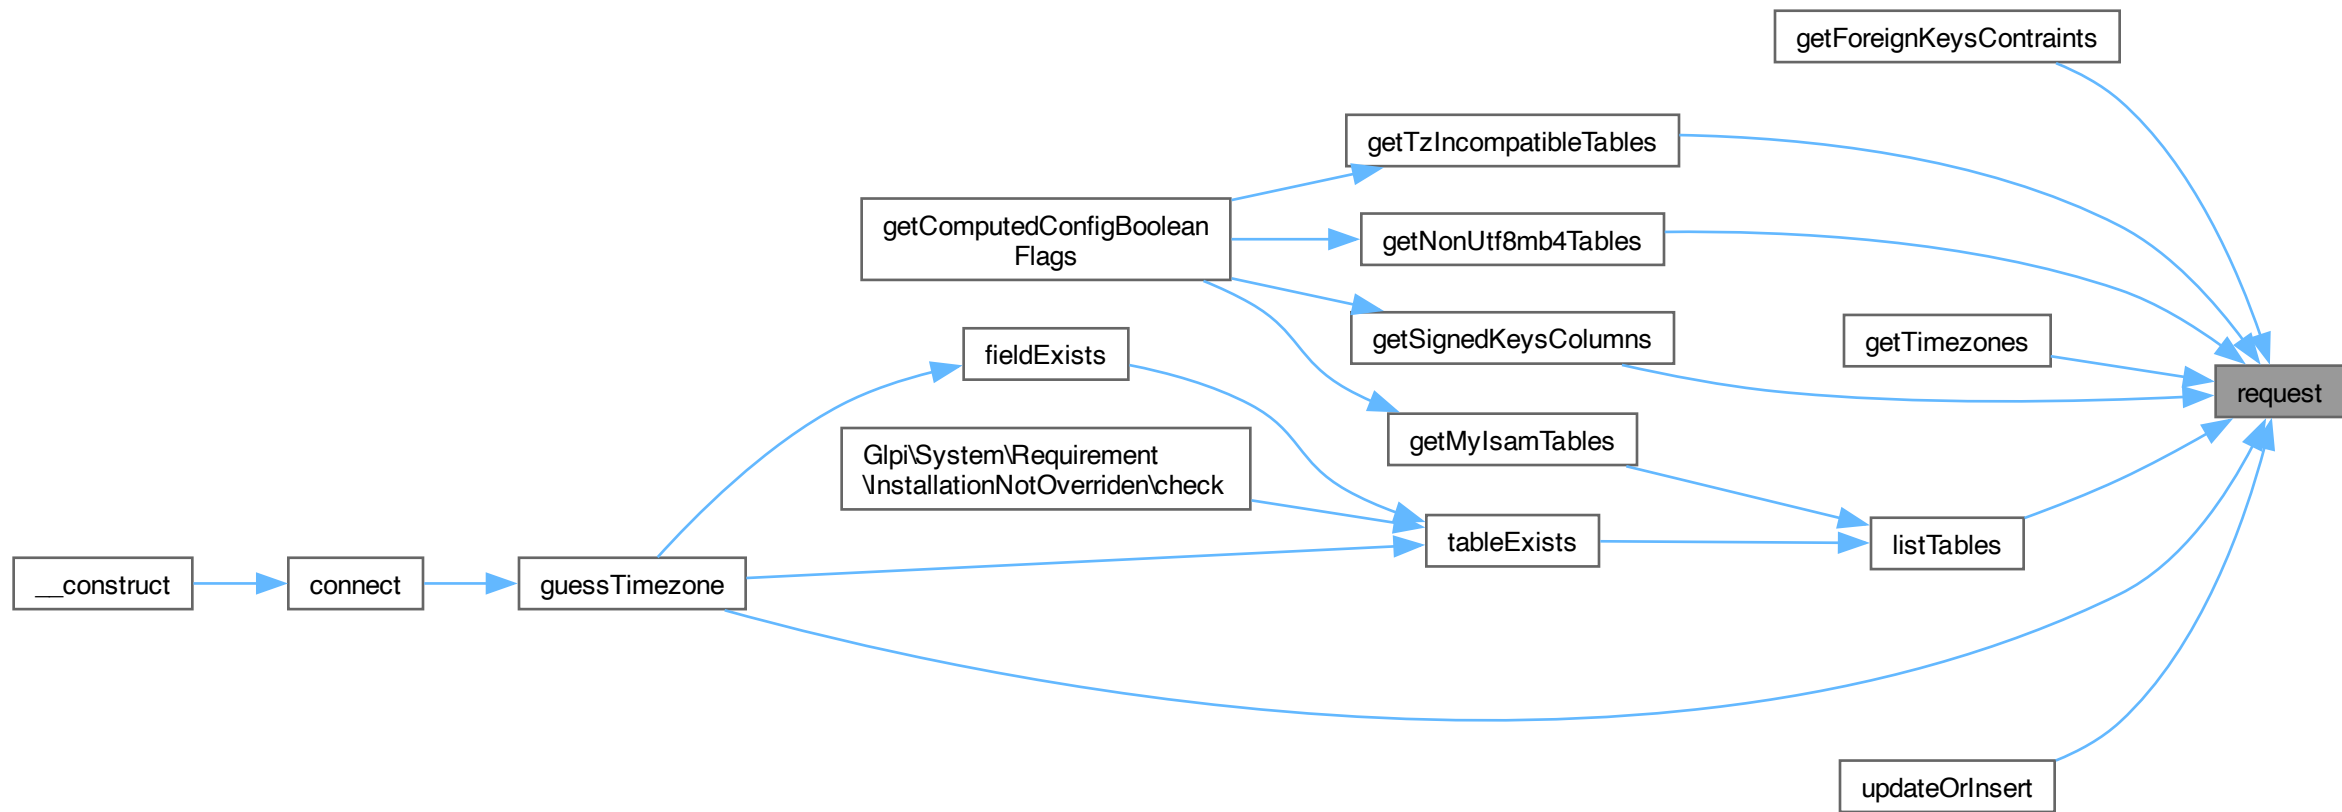 getForeignKeysContraints
getTzIncompatibleTables
getComputedConfigBoolean
Flags
getNonUtf8mb4Tables
getSignedKeysColumns
getTimezones
fieldExists
request
getMyIsamTables
Glpi\System\Requirement
\InstallationNotOverriden\check
tableExists
listTables
__construct
connect
guessTimezone
updateOrInsert